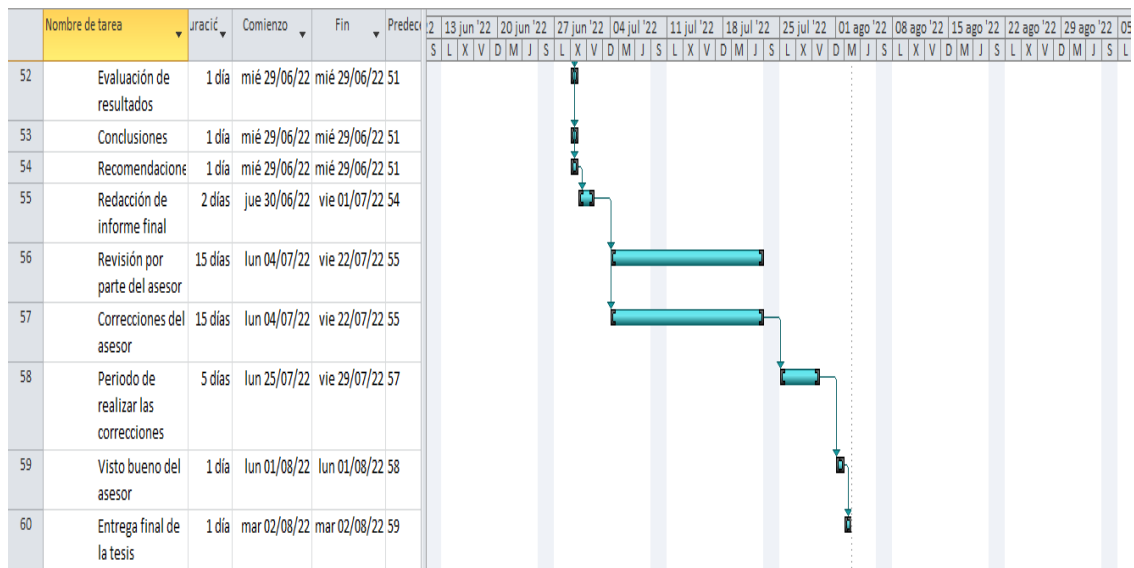 Nombre de tarea uració Comienzo Fin Predece
22 13 jun '22 20 jun '22 27 jun '22 04 jul '22 11 jul '22 18 jul '22 25 jul '22 01 ago '22 08 ago '22 15 ago '22 22 ago '22 29 ago '22 05
S L X V D M J S L X V D M J S L X V D M J S L X V D M J S L X V D M J S L X V D M J S L
52 Evaluación de 1 día mié 29/06/22 mié 29/06/22 51
resultados
53 Conclusiones 1 día mié 29/06/22 mié 29/06/22 51
54 Recomendacione 1 día mié 29/06/22 mié 29/06/22 51
55 Redacción de 2 días jue 30/06/22 vie 01/07/22 54
informe final
56 Revisión por 15 días lun 04/07/22 vie 22/07/22 55
parte del asesor
57 Correcciones del 15 días lun 04/07/22 vie 22/07/22 55
asesor
58 Periodo de 5 días lun 25/07/22 vie 29/07/22 57
realizar las
correcciones
59 Visto bueno del 1 día lun 01/08/22 lun 01/08/22 58
asesor
60 Entrega final de 1 día mar 02/08/22 mar 02/08/22 59
la tesis